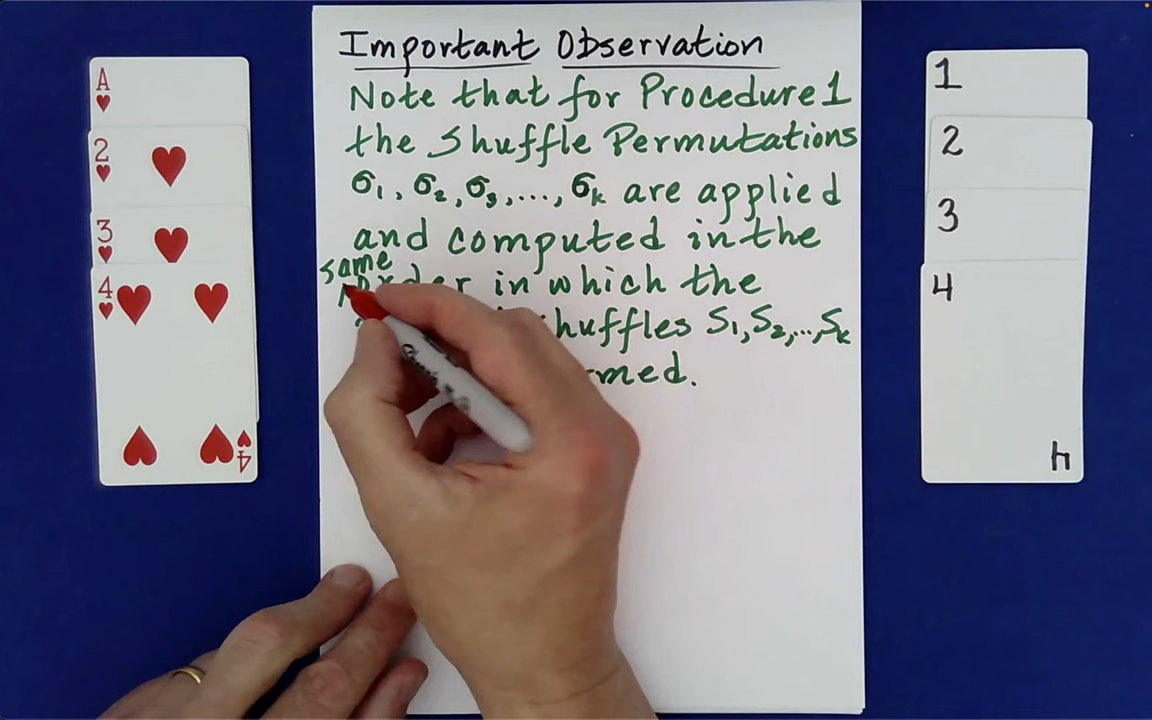 A
2
3
4
4
Important Observation
Note that for Procedure 1
the Shuffle Permutations
σ₁, σ₂, σ₃, ..., σₖ are applied
and computed in the
same
order in which the
shuffles S₁, S₂, ..., Sₖ
med.
1
2
3
4
4